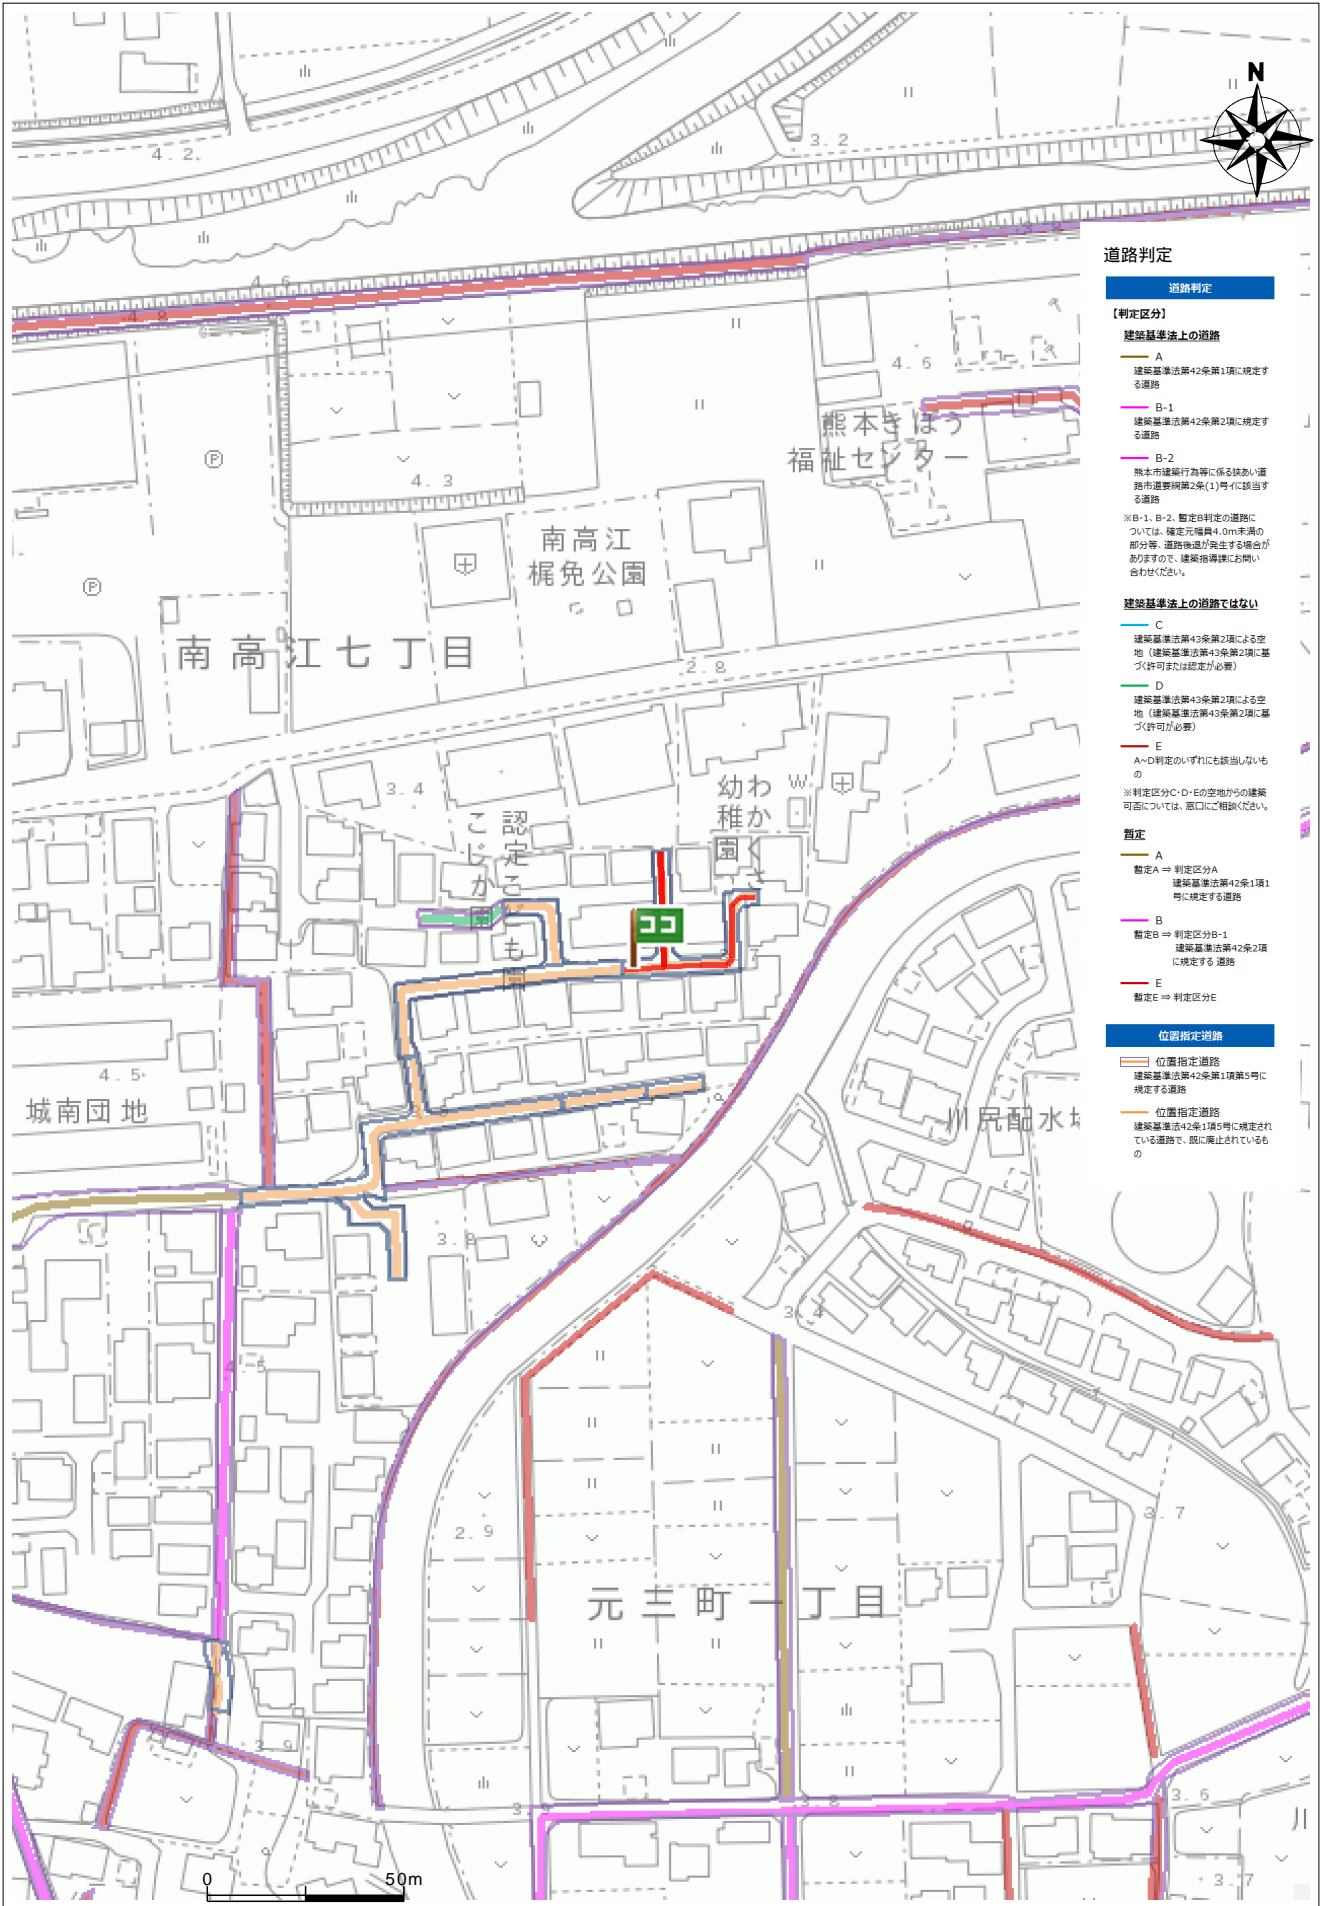 N
4.2
3.2
3.8
4.6
4.8
4.6
熊本きぼう
福祉センター
4.3
南高江
梶免公園
南高江七丁目
2.8
3.4
幼稚園
わかくさ
認定こども園
こじか園
ココ
4.5
城南団地
川尻配水場
3.8
3.4
4.5
2.9
3.7
元三町一丁目
3.9
3.9
3.8
3.6
3.7
川
0 50m
道路判定
道路判定
【判定区分】
建築基準法上の道路
A
建築基準法第42条第1項に規定す
る道路
B-1
建築基準法第42条第2項に規定す
る道路
B-2
熊本市建築行為等に係る狭あい道
路市道要綱第2条(1)号イに該当す
る道路
※B-1、B-2、暫定B判定の道路に
ついては、確定元幅員4.0m未満の
部分等、道路後退が発生する場合が
ありますので、建築指導課にお問い
合わせください。
建築基準法上の道路ではない
C
建築基準法第43条第2項による空
地（建築基準法第43条第2項に基
づく許可または認定が必要）
D
建築基準法第43条第2項による空
地（建築基準法第43条第2項に基
づく許可が必要）
E
A~D判定のいずれにも該当しないも
の
※判定区分C・D・Eの空地からの建築
可否については、窓口にご相談ください。
暫定
A
暫定A ⇒ 判定区分A
建築基準法第42条1項1
号に規定する道路
B
暫定B ⇒ 判定区分B-1
建築基準法第42条2項
に規定する 道路
E
暫定E ⇒ 判定区分E
位置指定道路
位置指定道路
建築基準法第42条第1項第5号に
規定する道路
位置指定道路
建築基準法42条1項5号に規定され
ている道路で、既に廃止されているも
の